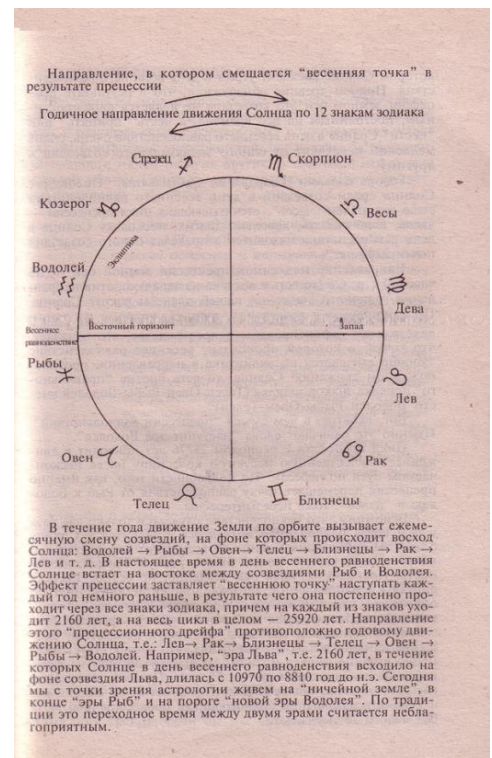 Направление, в котором смещается “весенняя точка” в
результате прецессии
Годичное направление движения Солнца по 12 знакам зодиака
Стрелец
Скорпион
Козерог
Весы
Эклиптика
Водолей
Дева
Весеннее
равноденствие
Восточный горизонт
Запад
Рыбы
Лев
Овен
Рак
Телец
Близнецы
В течение года движение Земли по орбите вызывает ежеме-
сячную смену созвездий, на фоне которых происходит восход
Солнца: Водолей → Рыбы → Овен→ Телец → Близнецы → Рак →
Лев и т. д. В настоящее время в день весеннего равноденствия
Солнце встает на востоке между созвездиями Рыб и Водолея.
Эффект прецессии заставляет “весеннюю точку” наступать каж-
дый год немного раньше, в результате чего она постепенно про-
ходит через все знаки зодиака, причем на каждый из знаков ухо-
дит 2160 лет, а на весь цикл в целом — 25920 лет. Направление
этого “прецессионного дрейфа” противоположно годовому дви-
жению Солнца, т.е.: Лев→ Рак→ Близнецы → Телец → Овен →
Рыбы → Водолей. Например, “эра Льва”, т.е. 2160 лет, в течение
которых Солнце в день весеннего равноденствия всходило на
фоне созвездия Льва, длилась с 10970 по 8810 год до н.э. Сегодня
мы с точки зрения астрологии живем на “ничейной земле”, в
конце “эры Рыб” и на пороге “новой эры Водолея”. По тради-
ции это переходное время между двумя эрами считается небла-
гоприятным.